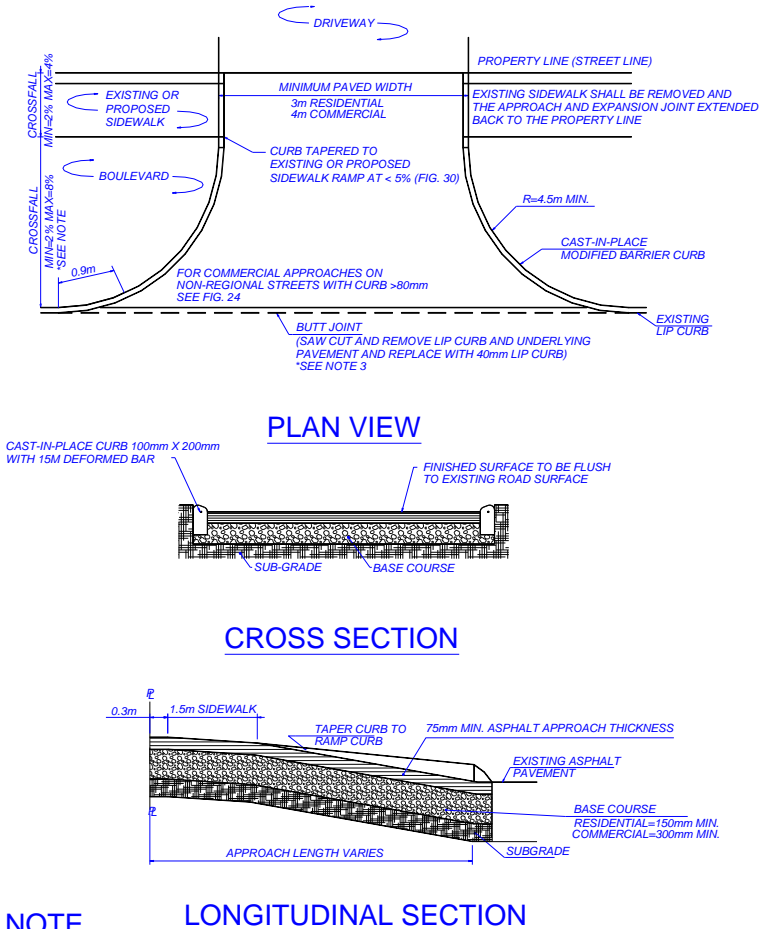 DRIVEWAY
PROPERTY LINE (STREET LINE)
CROSSFALL
MIN=2% MAX=4%
EXISTING OR
PROPOSED
SIDEWALK
MINIMUM PAVED WIDTH
3m RESIDENTIAL
4m COMMERCIAL
EXISTING SIDEWALK SHALL BE REMOVED AND
THE APPROACH AND EXPANSION JOINT EXTENDED
BACK TO THE PROPERTY LINE
CURB TAPERED TO
EXISTING OR PROPOSED
SIDEWALK RAMP AT < 5% (FIG. 30)
BOULEVARD
CROSSFALL
MIN=2% MAX=8%
*SEE NOTE
R=4.5m MIN.
CAST-IN-PLACE
MODIFIED BARRIER CURB
0.9m
FOR COMMERCIAL APPROACHES ON
NON-REGIONAL STREETS WITH CURB >80mm
SEE FIG. 24
EXISTING
LIP CURB
BUTT JOINT
(SAW CUT AND REMOVE LIP CURB AND UNDERLYING
PAVEMENT AND REPLACE WITH 40mm LIP CURB)
*SEE NOTE 3
PLAN VIEW
CAST-IN-PLACE CURB 100mm X 200mm
WITH 15M DEFORMED BAR
FINISHED SURFACE TO BE FLUSH
TO EXISTING ROAD SURFACE
SUB-GRADE
BASE COURSE
CROSS SECTION
PL
0.3m
1.5m SIDEWALK
TAPER CURB TO
RAMP CURB
75mm MIN. ASPHALT APPROACH THICKNESS
EXISTING ASPHALT
PAVEMENT
PL
BASE COURSE
RESIDENTIAL=150mm MIN.
COMMERCIAL=300mm MIN.
SUBGRADE
APPROACH LENGTH VARIES
LONGITUDINAL SECTION
NOTE